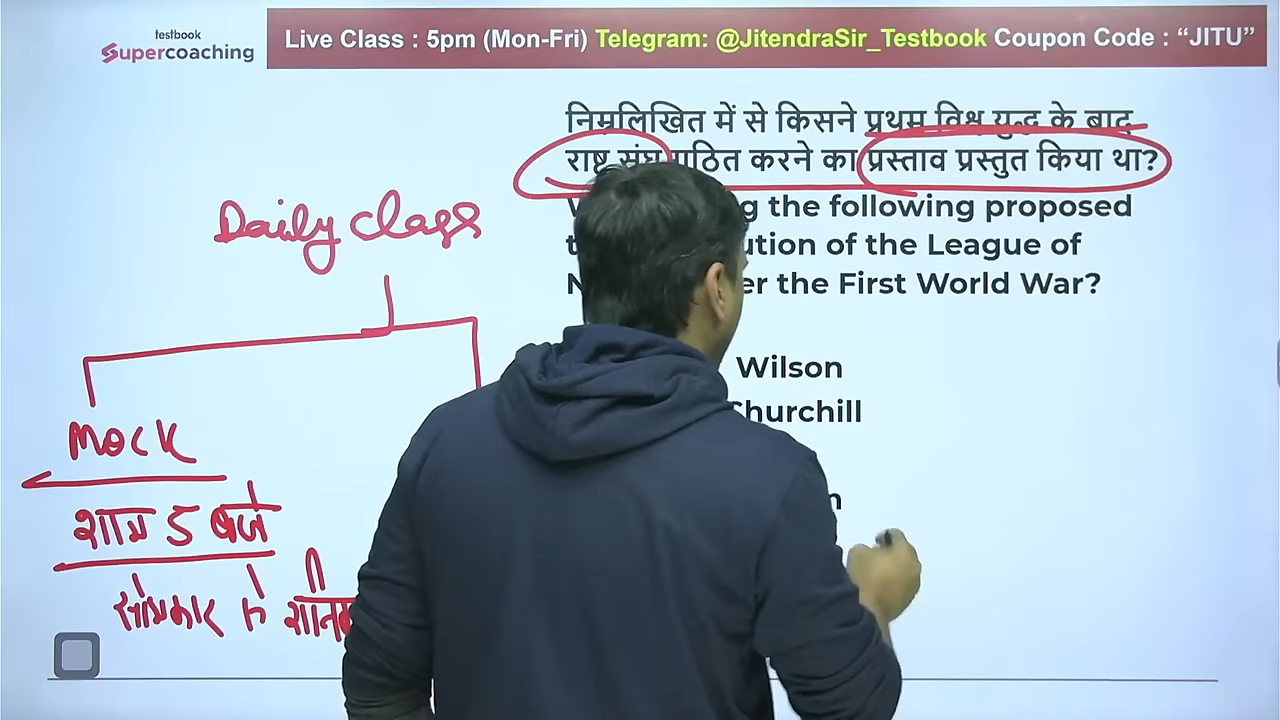 testbook
Supercoaching
Live Class : 5pm (Mon-Fri) Telegram: @JitendraSir_Testbook Coupon Code : “JITU”
निम्नलिखित में से किसने प्रथम विश्व युद्ध के बाद
राष्ट्र संघ गठित करने का प्रस्ताव प्रस्तुत किया था?
g the following proposed
ution of the League of
er the First World War?
Wilson
Churchill
Daily class
Mock
शाम 5 बजे
सोमवार से